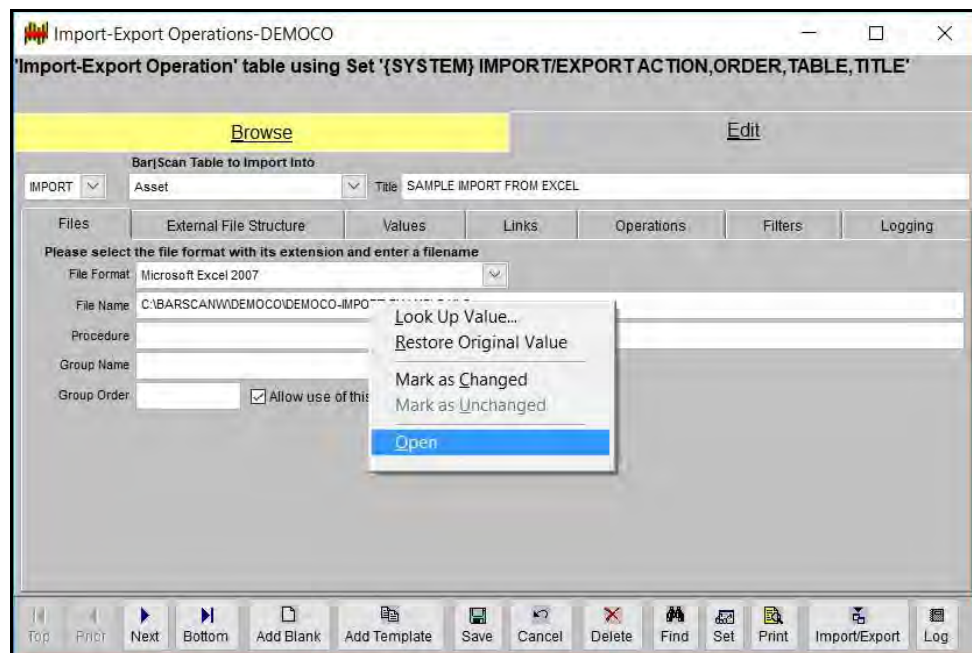 Import-Export Operations-DEMOCO
'Import-Export Operation' table using Set '{SYSTEM} IMPORT/EXPORT ACTION,ORDER,TABLE,TITLE'
Browse Edit
Bar|Scan Table to Import Into
IMPORT Asset Title SAMPLE IMPORT FROM EXCEL
Files External File Structure Values Links Operations Filters Logging
Please select the file format with its extension and enter a filename
File Format Microsoft Excel 2007
File Name C:\BARSCANW\DEMOCO\DEMOCO-
Procedure
Group Name
Group Order Allow use of this
Look Up Value...
Restore Original Value
Mark as Changed
Mark as Unchanged
Open
Top Prior Next Bottom Add Blank Add Template Save Cancel Delete Find Set Print Import/Export Log